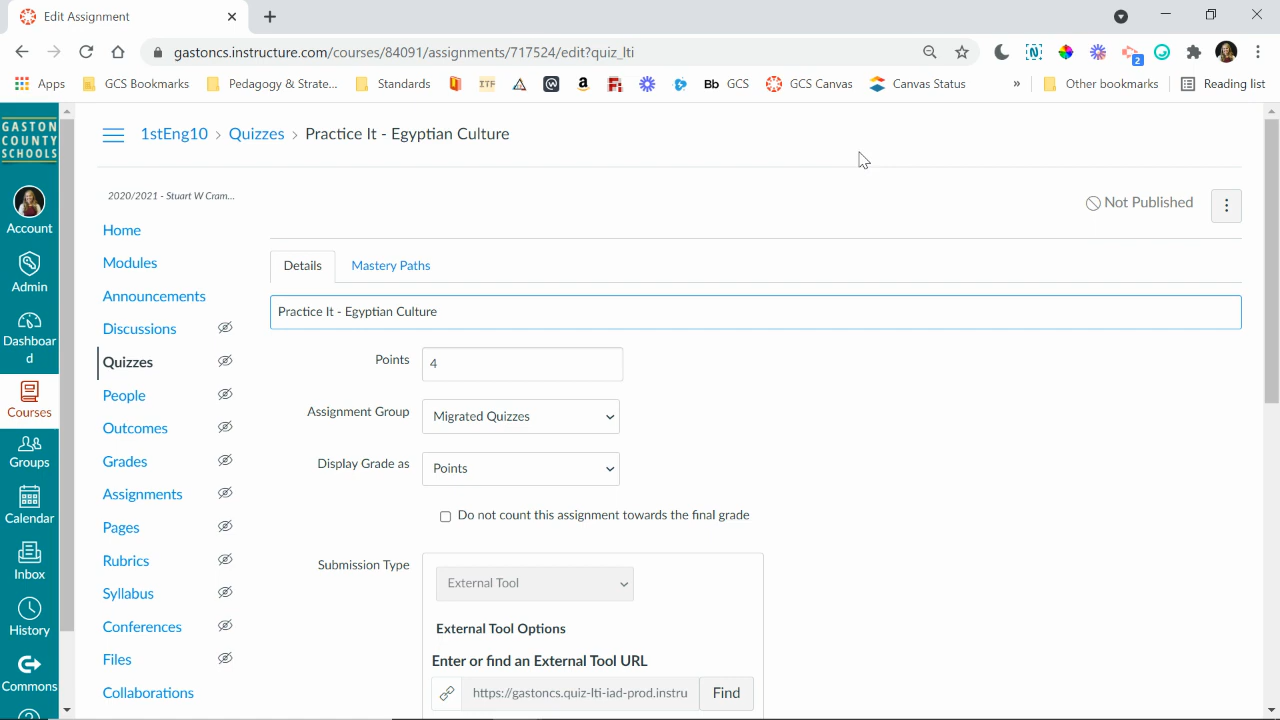 Edit Assignment
gastoncs.instructure.com/courses/84091/assignments/717524/edit?quiz_lti
2
Apps
GCS Bookmarks
Pedagogy & Strate...
Standards
TTF
a
Bb GCS
GCS Canvas
Canvas Status
»
Other bookmarks
Reading list
GASTON
COUNTY
SCHOOLS
Account
Admin
Dashboar
d
Courses
Groups
Calendar
Inbox
History
Commons
1stEng10 › Quizzes › Practice It - Egyptian Culture
2020/2021 - Stuart W Cram...
Home
Modules
Announcements
Discussions
Quizzes
People
Outcomes
Grades
Assignments
Pages
Rubrics
Syllabus
Conferences
Files
Collaborations
Not Published
Details
Mastery Paths
Practice It - Egyptian Culture
Points
4
Assignment Group
Migrated Quizzes
Display Grade as
Points
Do not count this assignment towards the final grade
Submission Type
External Tool
External Tool Options
Enter or find an External Tool URL
https://gastoncs.quiz-lti-iad-prod.instru
Find